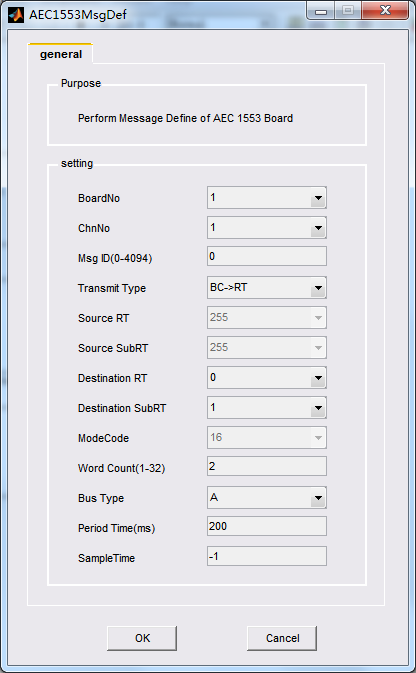 AEC1553MsgDef
general
Purpose
Perform Message Define of AEC 1553 Board
setting
BoardNo 1
ChnNo 1
Msg ID(0-4094) 0
Transmit Type BC->RT
Source RT 255
Source SubRT 255
Destination RT 0
Destination SubRT 1
ModeCode 16
Word Count(1-32) 2
Bus Type A
Period Time(ms) 200
SampleTime -1
OK Cancel